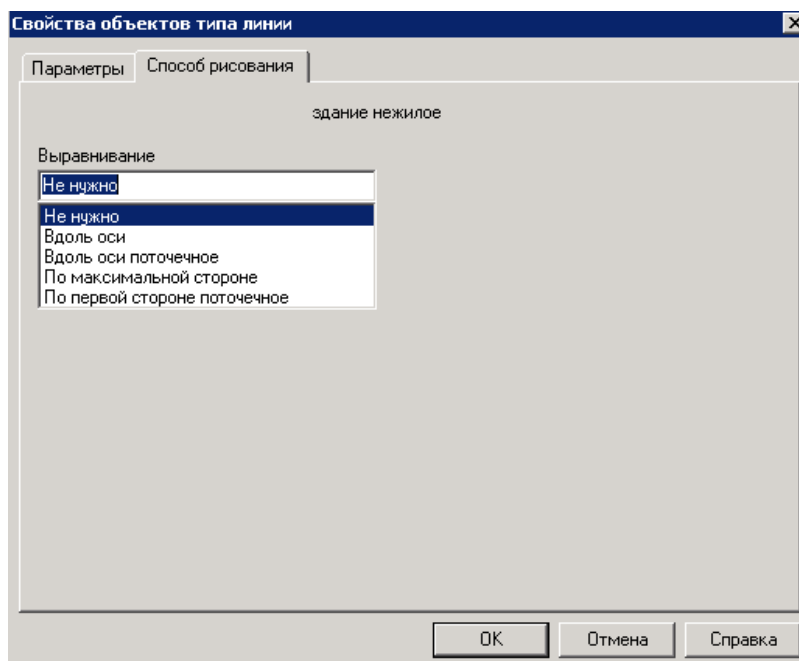 Свойства объектов типа линии
Параметры
Способ рисования
здание нежилое
Выравнивание
Не нужно
Не нужно
Вдоль оси
Вдоль оси поточечное
По максимальной стороне
По первой стороне поточечное
OK
Отмена
Справка